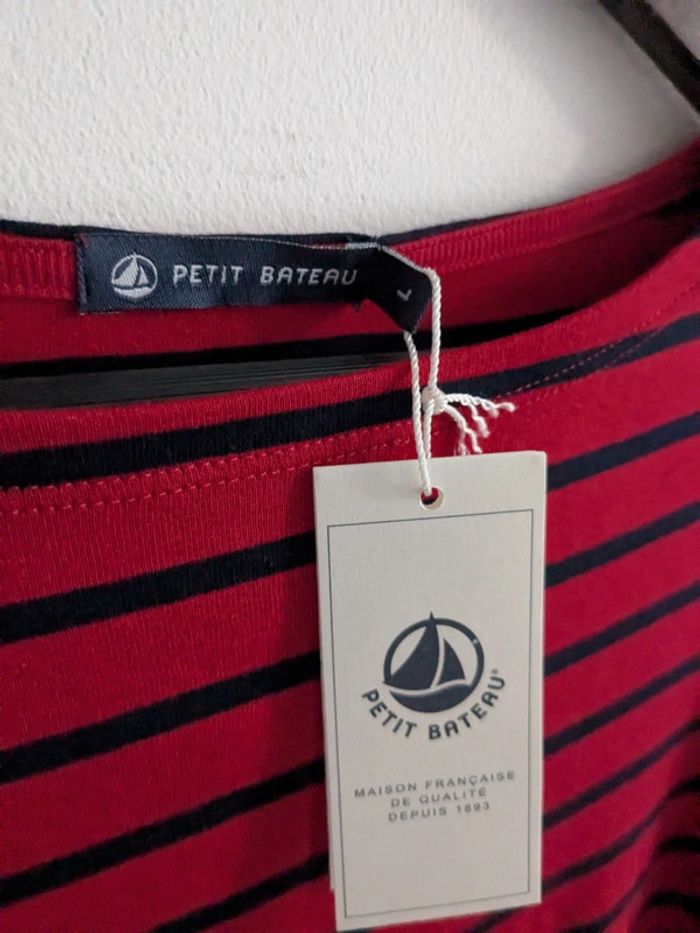 PETIT BATEAU
L
PETIT BATEAU®
MAISON FRANÇAISE
DE QUALITÉ
DEPUIS 1893